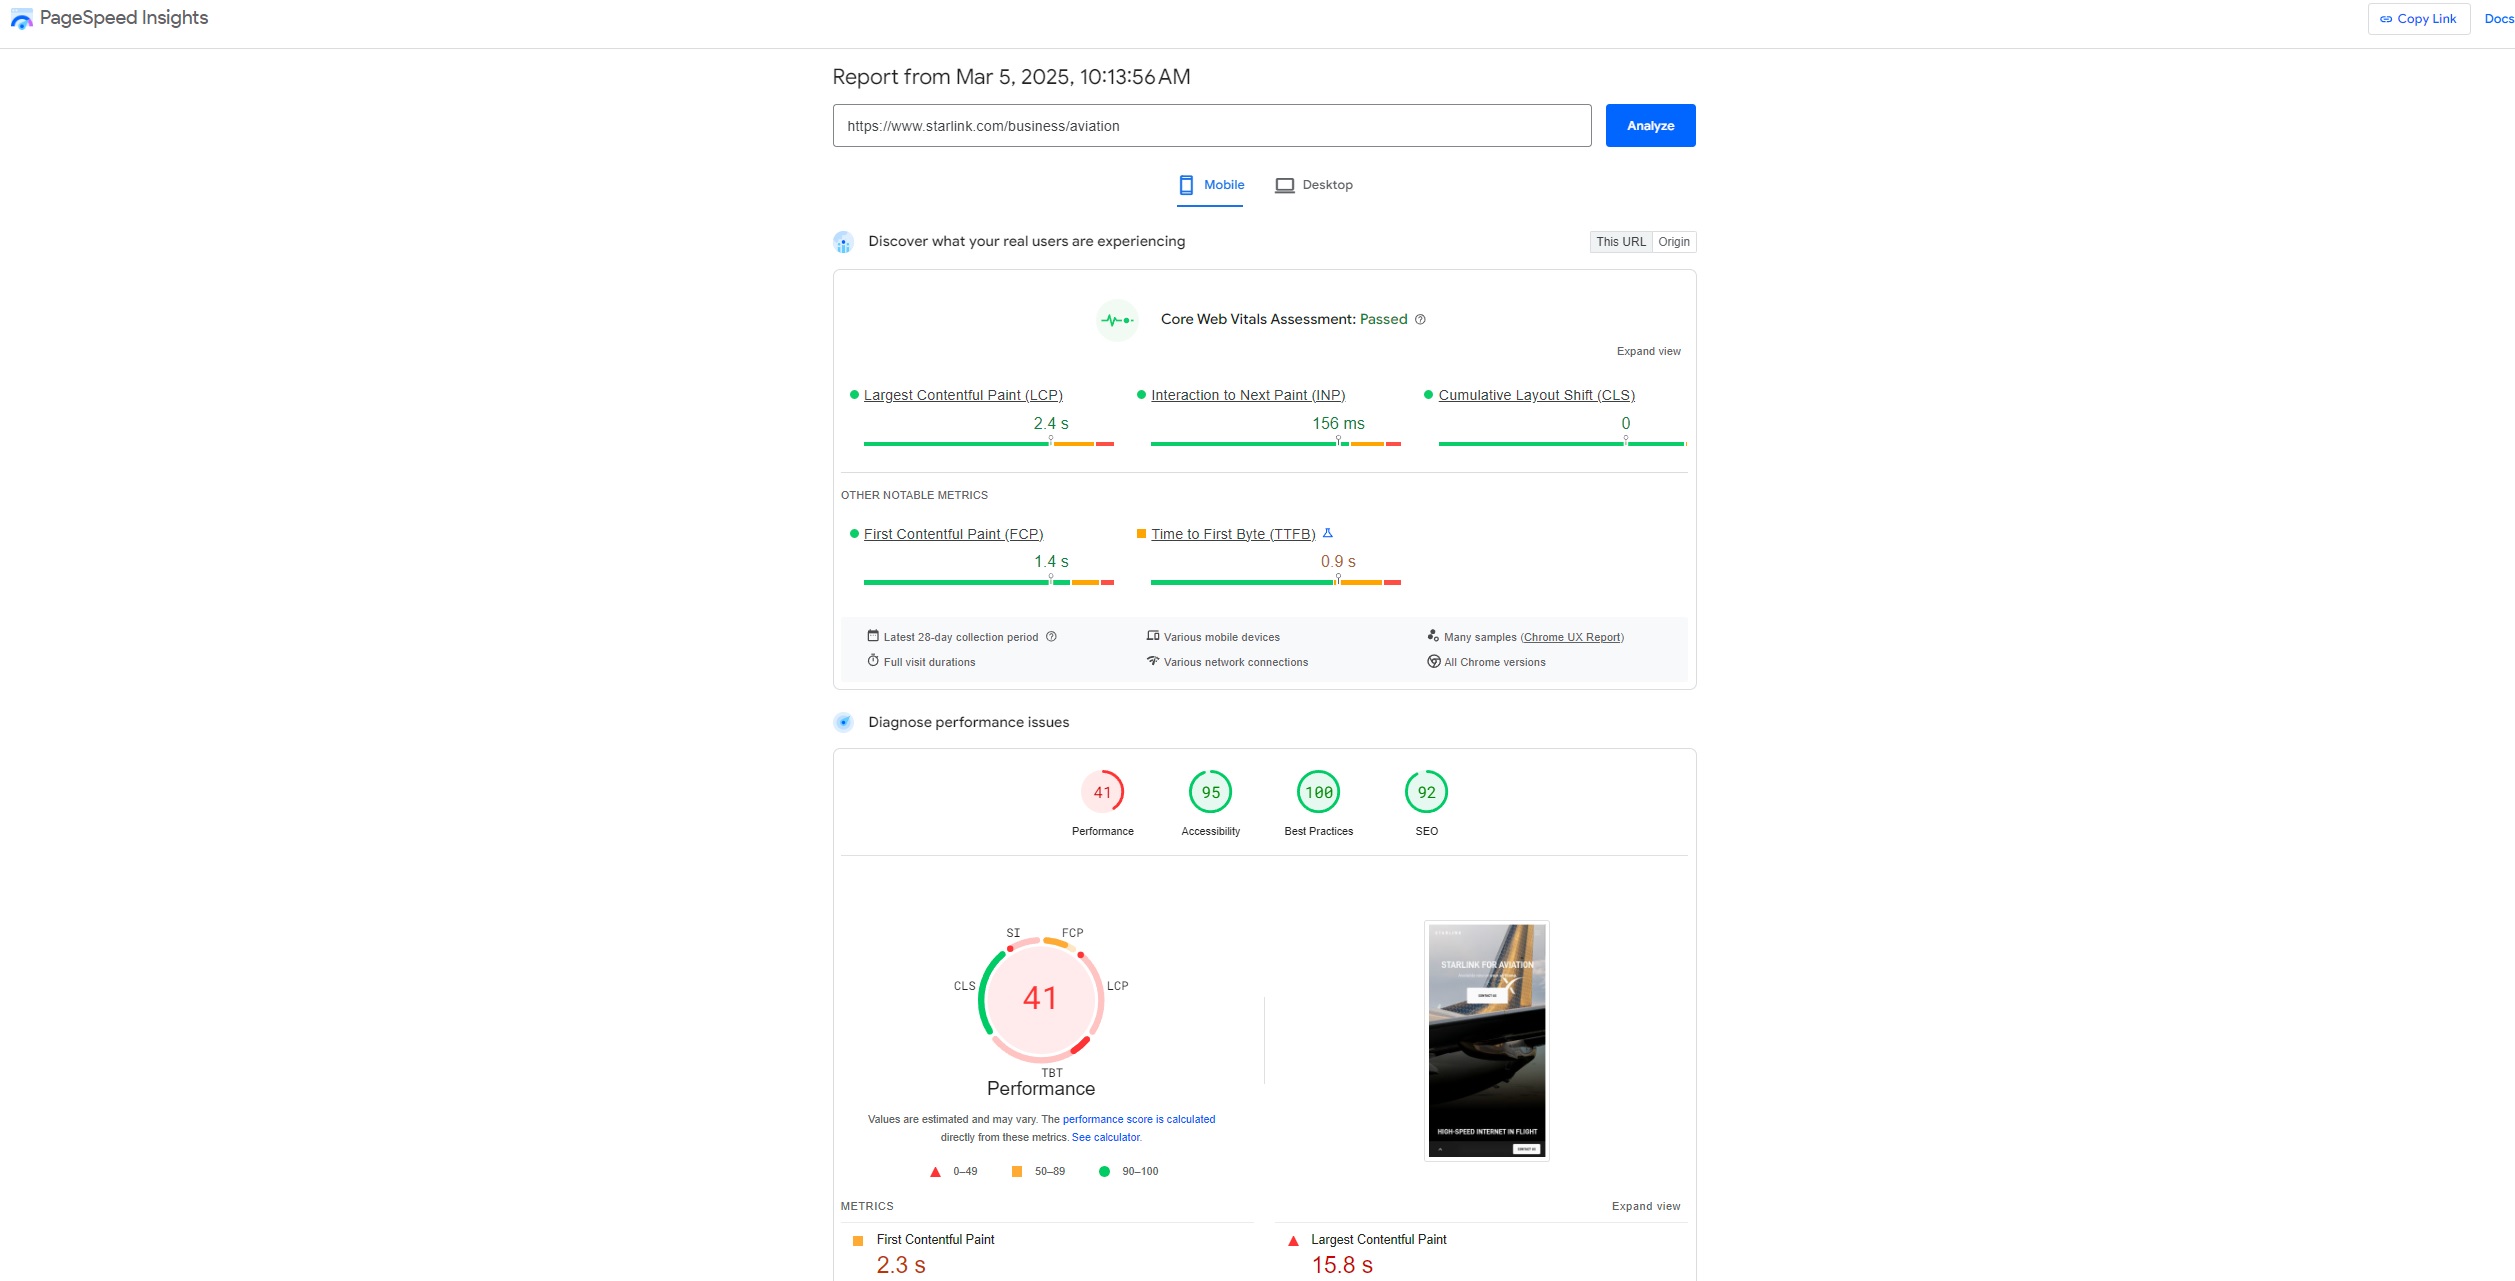 PageSpeed Insights
Copy Link
Docs
Report from Mar 5, 2025, 10:13:56 AM
https://www.starlink.com/business/aviation
Analyze
Mobile
Desktop
Discover what your real users are experiencing
This URL
Origin
Core Web Vitals Assessment: Passed
Expand view
Largest Contentful Paint (LCP)
2.4 s
Interaction to Next Paint (INP)
156 ms
Cumulative Layout Shift (CLS)
0
OTHER NOTABLE METRICS
First Contentful Paint (FCP)
1.4 s
Time to First Byte (TTFB)
0.9 s
Latest 28-day collection period
Various mobile devices
Many samples (Chrome UX Report)
Full visit durations
Various network connections
All Chrome versions
Diagnose performance issues
41
Performance
95
Accessibility
100
Best Practices
92
SEO
SI
FCP
CLS
LCP
41
TBT
Performance
Values are estimated and may vary. The performance score is calculated
directly from these metrics. See calculator.
0–49
50–89
90–100
STARLINK
STARLINK FOR AVIATION
CONTACT US
HIGH-SPEED INTERNET IN FLIGHT
CONTACT US
METRICS
Expand view
First Contentful Paint
2.3 s
Largest Contentful Paint
15.8 s